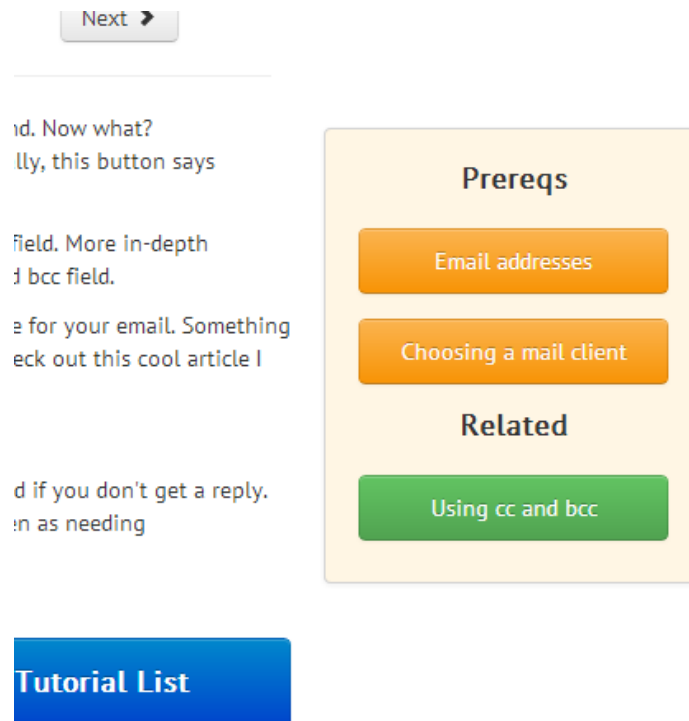 Next
nd. Now what?
lly, this button says
field. More in-depth
d bcc field.
e for your email. Something
eck out this cool article I
d if you don't get a reply.
en as needing
Tutorial List
Prereqs
Email addresses
Choosing a mail client
Related
Using cc and bcc